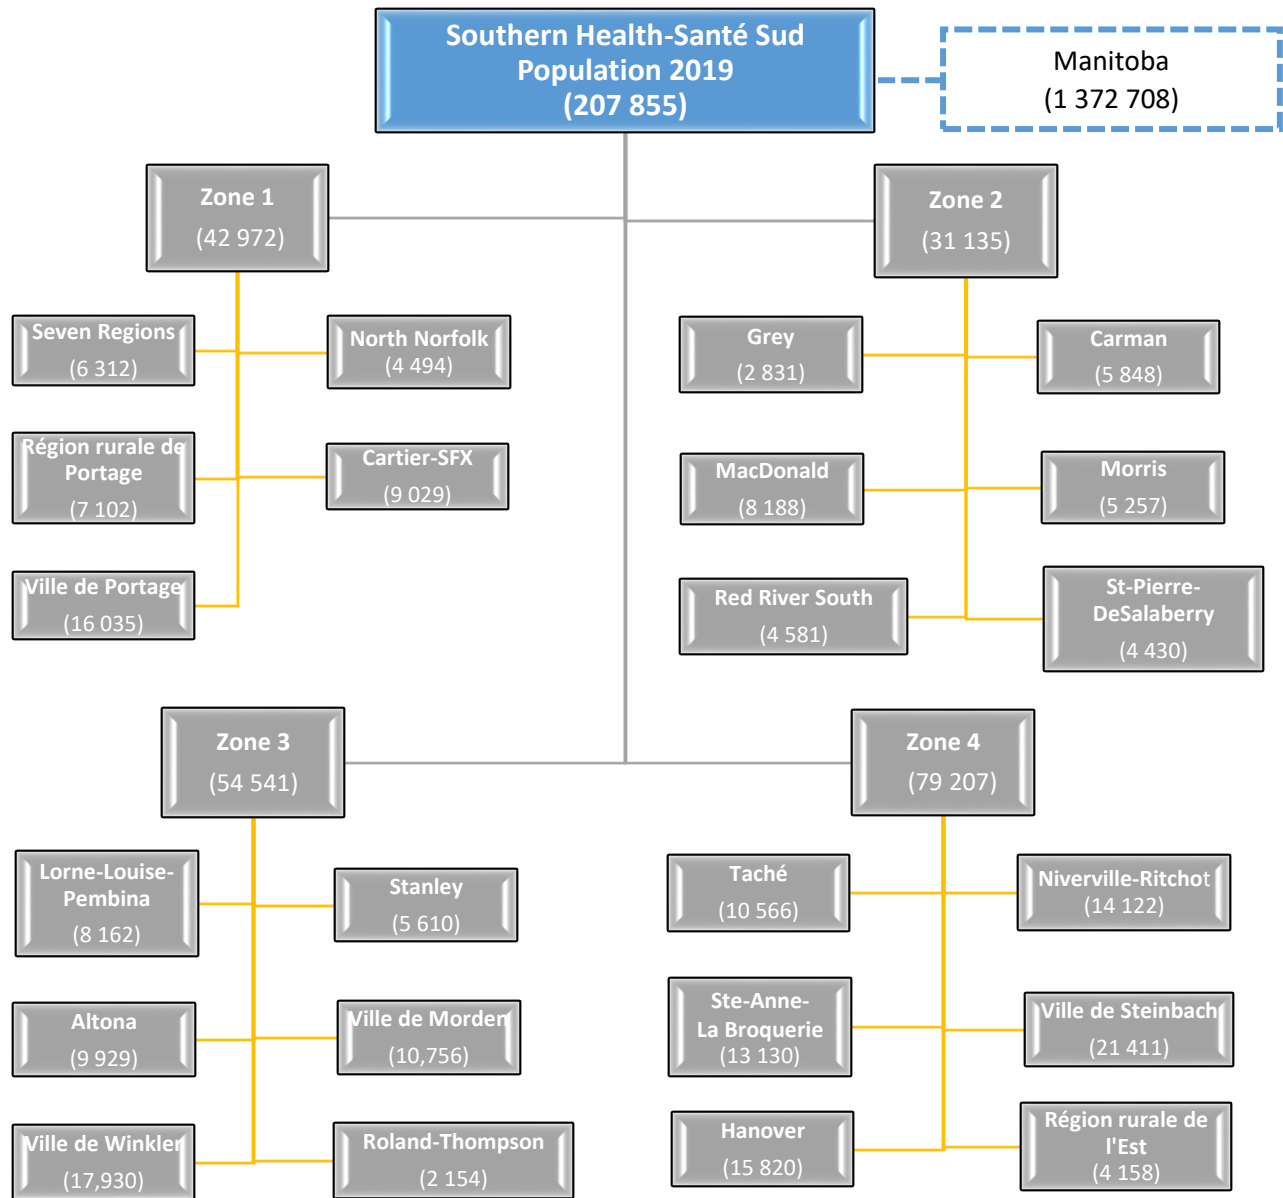 Southern Health-Santé Sud
Population 2019
(207 855)
Manitoba
(1 372 708)
Zone 1
(42 972)
Zone 2
(31 135)
Seven Regions
(6 312)
North Norfolk
(4 494)
Grey
(2 831)
Carman
(5 848)
Région rurale de
Portage
(7 102)
Cartier-SFX
(9 029)
MacDonald
(8 188)
Morris
(5 257)
Ville de Portage
(16 035)
Red River South
(4 581)
St-Pierre-
DeSalaberry
(4 430)
Zone 3
(54 541)
Zone 4
(79 207)
Lorne-Louise-
Pembina
(8 162)
Stanley
(5 610)
Taché
(10 566)
Niverville-Ritchot
(14 122)
Altona
(9 929)
Ville de Morden
(10,756)
Ste-Anne-
La Broquerie
(13 130)
Ville de Steinbach
(21 411)
Ville de Winkler
(17,930)
Roland-Thompson
(2 154)
Hanover
(15 820)
Région rurale de
l'Est
(4 158)